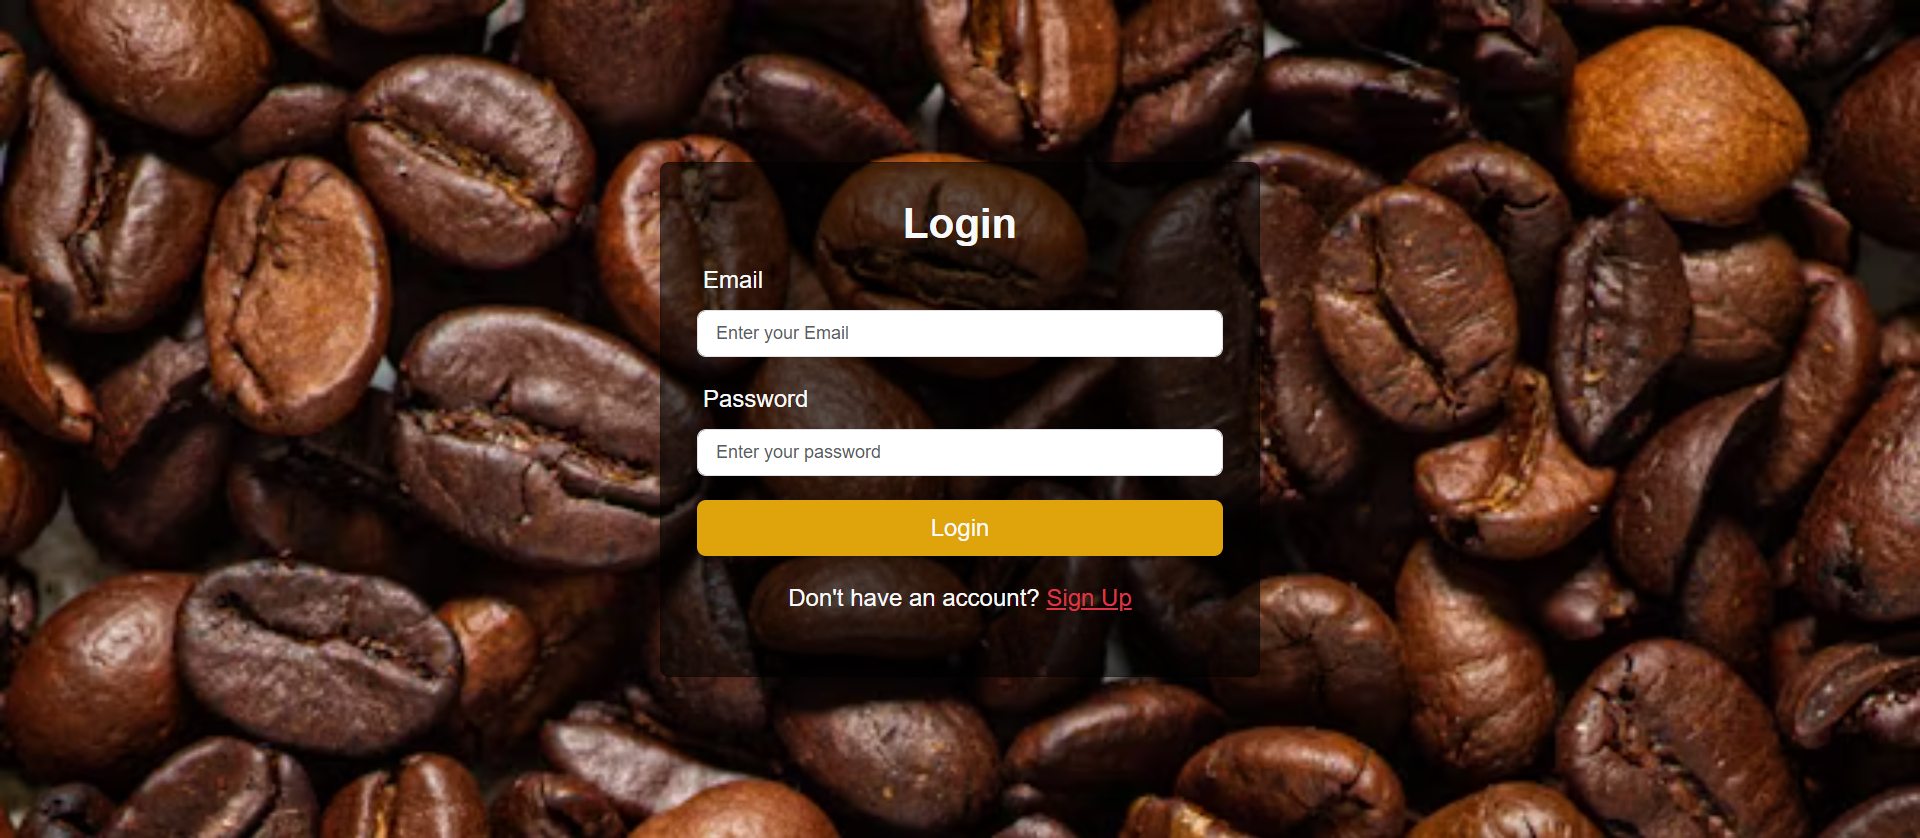 Login
Email
Enter your Email
Password
Enter your password
Login
Don't have an account? Sign Up